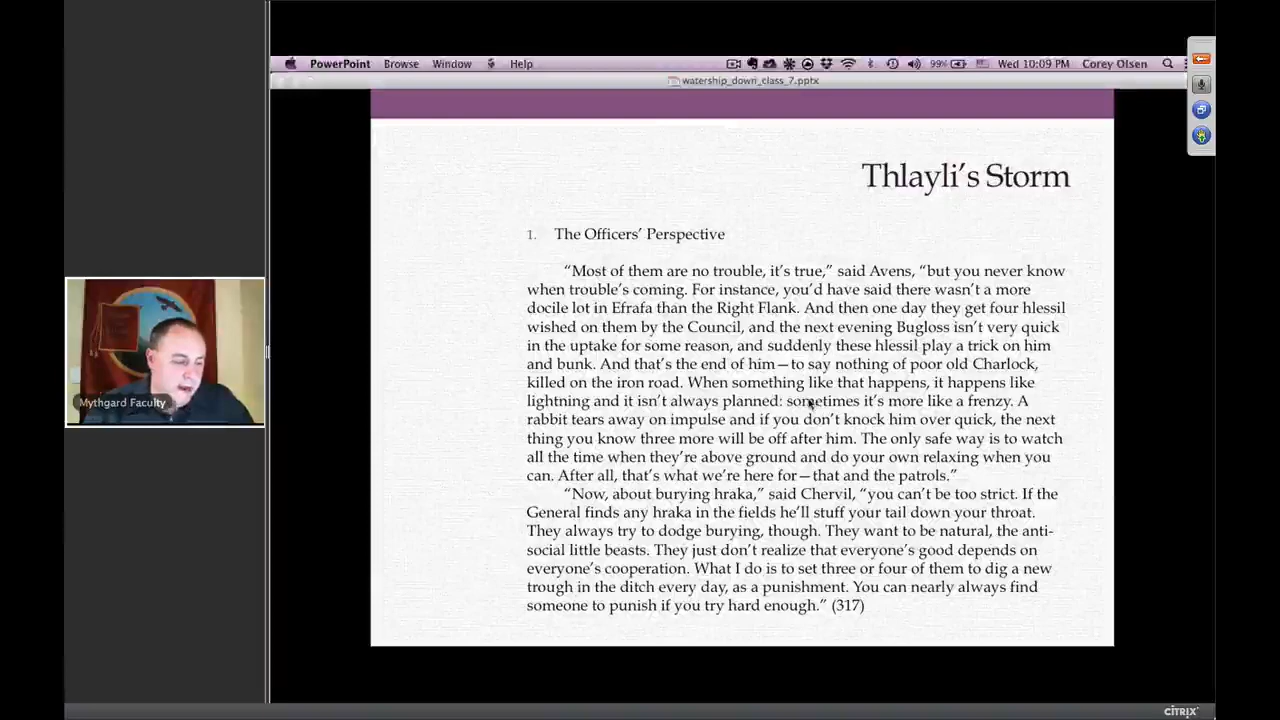 PowerPoint Browse Window Help 99% Wed 10:09 PM Corey Olsen
watership_down_class_7.pptx
Thlayli's Storm
1. The Officers' Perspective
“Most of them are no trouble, it's true,” said Avens, “but you never know
when trouble's coming. For instance, you'd have said there wasn't a more
docile lot in Efrafa than the Right Flank. And then one day they get four hlessil
wished on them by the Council, and the next evening Bugloss isn't very quick
in the uptake for some reason, and suddenly these hlessil play a trick on him
and bunk. And that's the end of him—to say nothing of poor old Charlock,
killed on the iron road. When something like that happens, it happens like
lightning and it isn't always planned: sometimes it's more like a frenzy. A
rabbit tears away on impulse and if you don't knock him over quick, the next
thing you know three more will be off after him. The only safe way is to watch
all the time when they're above ground and do your own relaxing when you
can. After all, that's what we're here for—that and the patrols.”
“Now, about burying hraka,” said Chervil, “you can't be too strict. If the
General finds any hraka in the fields he'll stuff your tail down your throat.
They always try to dodge burying, though. They want to be natural, the anti-
social little beasts. They just don't realize that everyone's good depends on
everyone's cooperation. What I do is to set three or four of them to dig a new
trough in the ditch every day, as a punishment. You can nearly always find
someone to punish if you try hard enough.” (317)
Mythgard Faculty
CITRIX